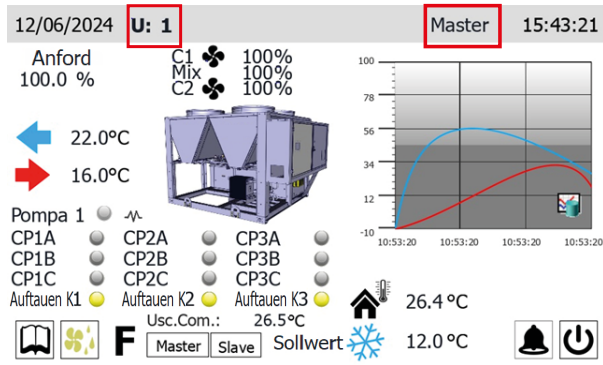 12/06/2024 U: 1 Master 15:43:21
Anford
100.0 %
C1 100%
Mix 100%
C2 100%
22.0°C
16.0°C
Pompa 1
CP1A CP2A CP3A
CP1B CP2B CP3B
CP1C CP2C CP3C
Auftauen K1 Auftauen K2 Auftauen K3
100
78
56
34
12
-10
10:53:20 10:53:20 10:53:20 10:53:20
26.4 °C
F Usc.Com.: 26.5°C
Master Slave Sollwert 12.0 °C